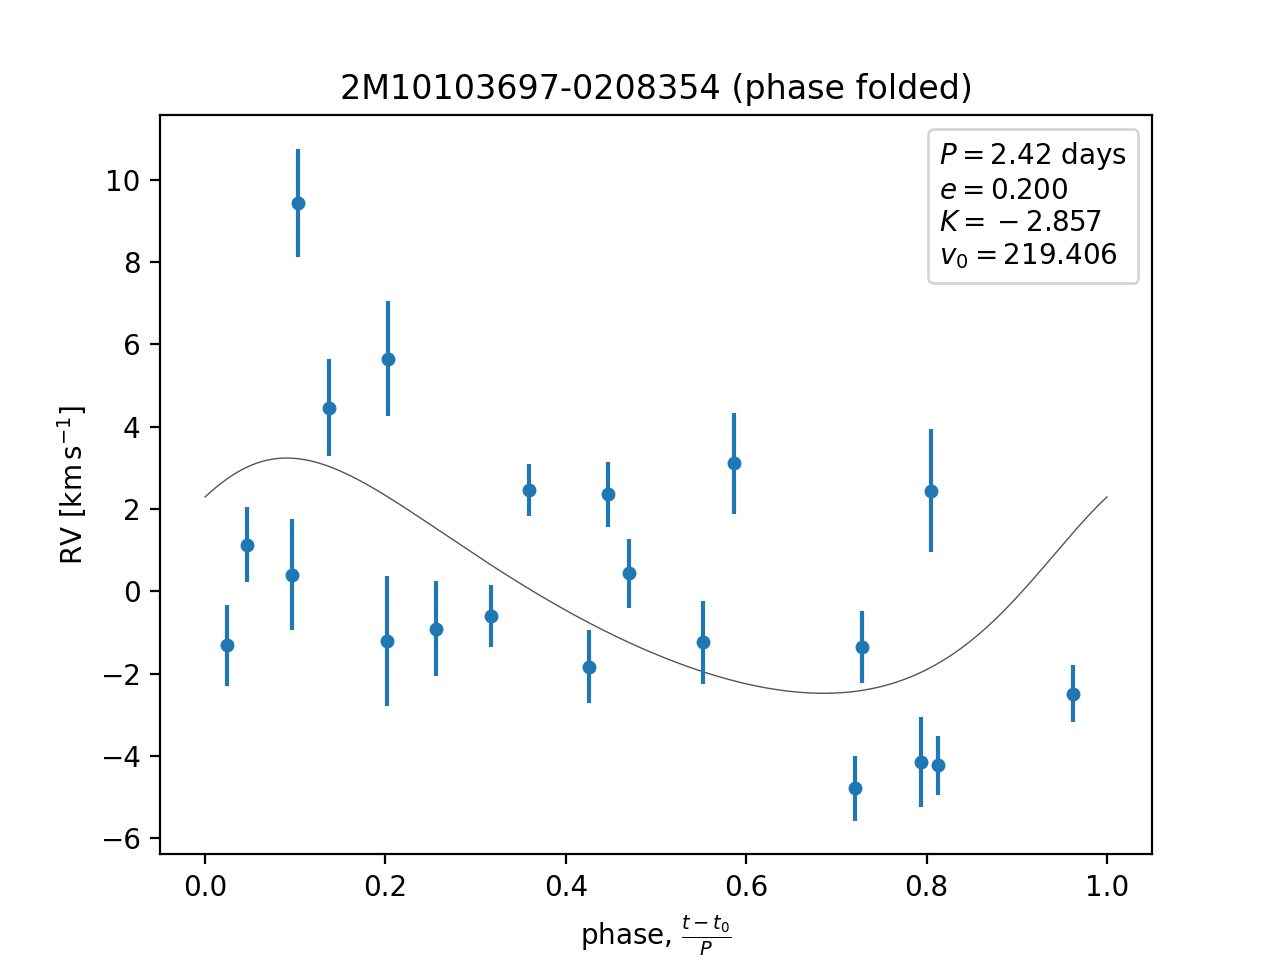 2M10103697-0208354 (phase folded)
P = 2.42 days
e = 0.200
K = −2.857
v₀ = 219.406
10
8
6
4
2
0
−2
−4
−6
RV [km s⁻¹]
0.0 0.2 0.4 0.6 0.8 1.0
phase, (t − t₀)/P